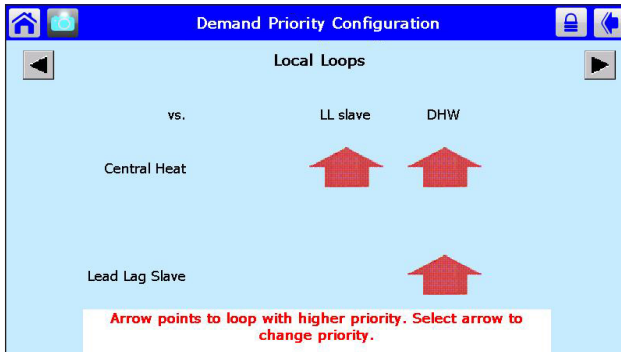 Demand Priority Configuration
Local Loops
vs. LL slave DHW
Central Heat
Lead Lag Slave
Arrow points to loop with higher priority. Select arrow to
change priority.